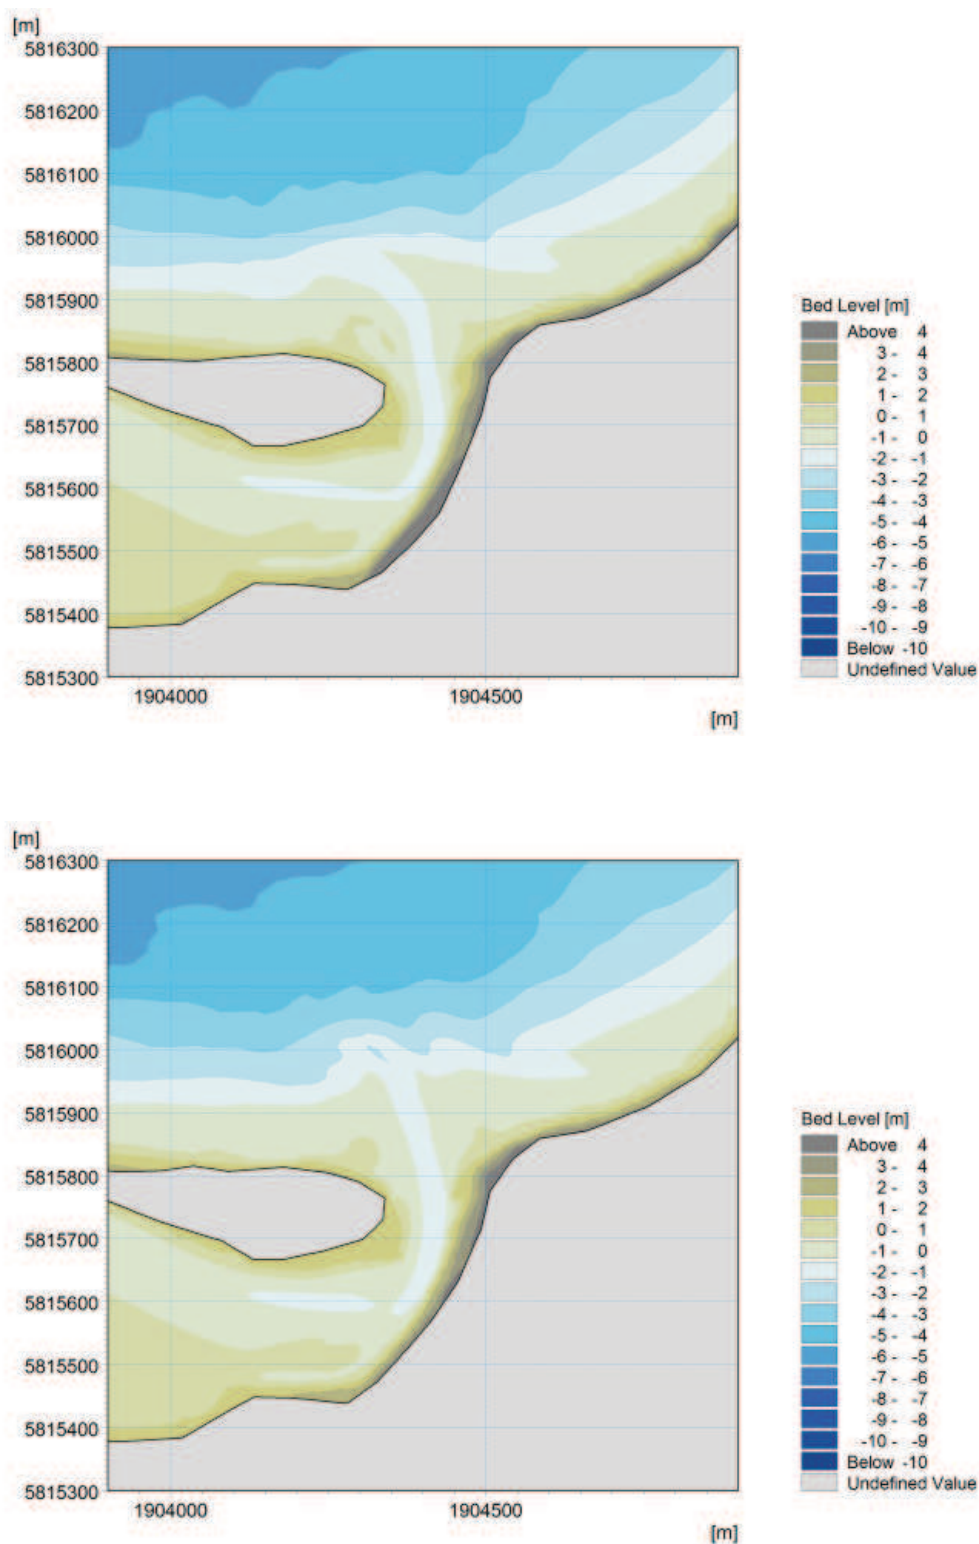 [m]
5816300
5816200
5816100
5816000
5815900
5815800
5815700
5815600
5815500
5815400
5815300
1904000 1904500
[m]
Bed Level [m]
Above 4
3 - 4
2 - 3
1 - 2
0 - 1
-1 - 0
-2 - -1
-3 - -2
-4 - -3
-5 - -4
-6 - -5
-7 - -6
-8 - -7
-9 - -8
-10 - -9
Below -10
Undefined Value
[m]
5816300
5816200
5816100
5816000
5815900
5815800
5815700
5815600
5815500
5815400
5815300
1904000 1904500
[m]
Bed Level [m]
Above 4
3 - 4
2 - 3
1 - 2
0 - 1
-1 - 0
-2 - -1
-3 - -2
-4 - -3
-5 - -4
-6 - -5
-7 - -6
-8 - -7
-9 - -8
-10 - -9
Below -10
Undefined Value